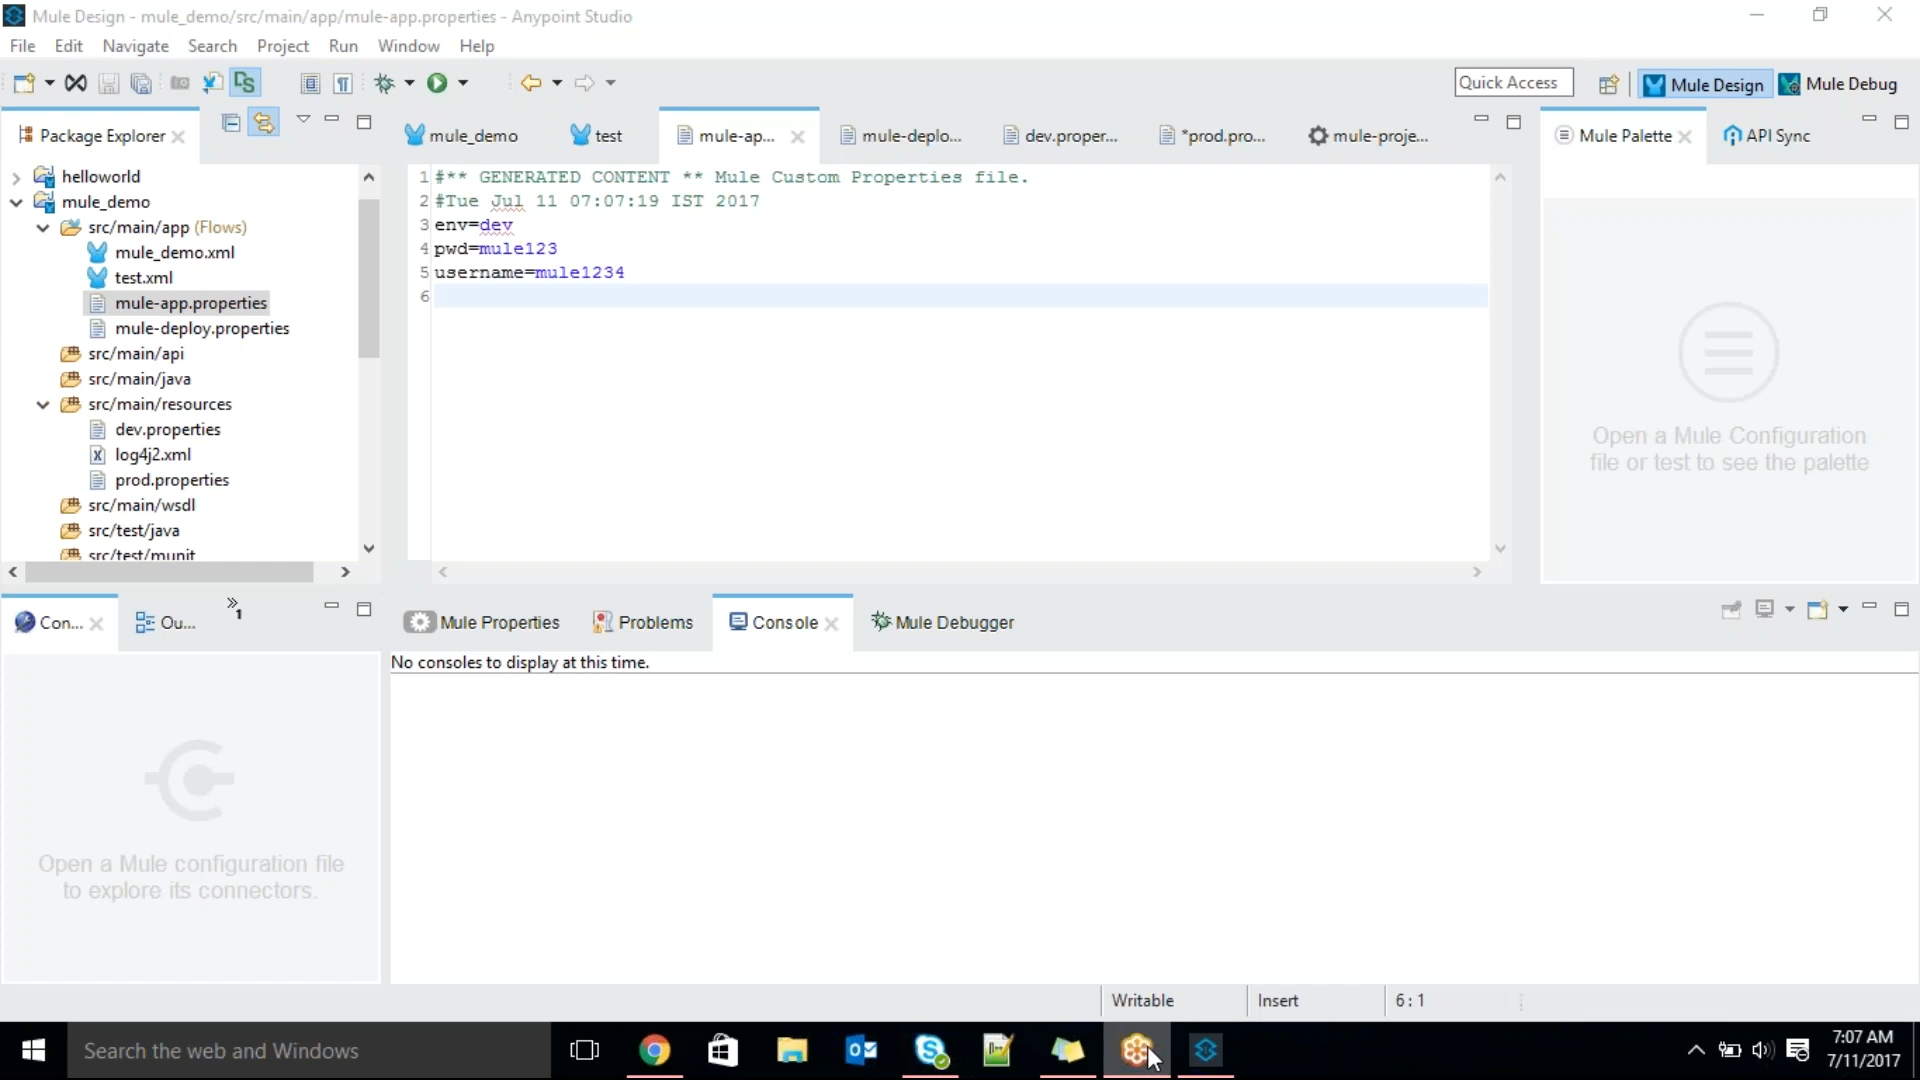 Mule Design - mule_demo/src/main/app/mule-app.properties - Anypoint Studio
File Edit Navigate Search Project Run Window Help
Quick Access
Mule Design
Mule Debug
Package Explorer
mule_demo
test
mule-ap...
mule-deplo...
dev.proper...
*prod.pro...
mule-proje...
Mule Palette
API Sync
helloworld
mule_demo
src/main/app (Flows)
mule_demo.xml
test.xml
mule-app.properties
mule-deploy.properties
src/main/api
src/main/java
src/main/resources
dev.properties
log4j2.xml
prod.properties
src/main/wsdl
src/test/java
src/test/munit
1 #** GENERATED CONTENT ** Mule Custom Properties file.
2 #Tue Jul 11 07:07:19 IST 2017
3 env=dev
4 pwd=mule123
5 username=mule1234
6
Open a Mule Configuration
file or test to see the palette
Con...
Ou...
»1
Mule Properties
Problems
Console
Mule Debugger
No consoles to display at this time.
Open a Mule configuration file
to explore its connectors.
Writable
Insert
6 : 1
Search the web and Windows
7:07 AM
7/11/2017